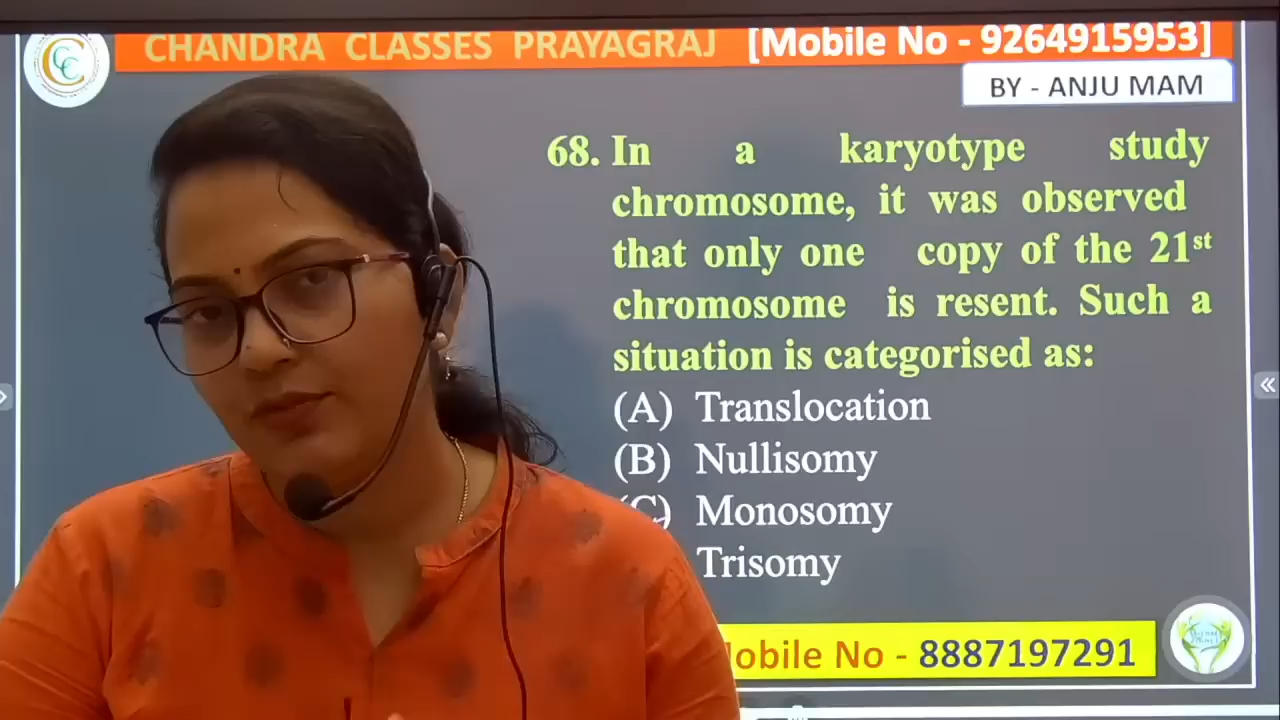 CHANDRA CLASSES PRAYAGRAJ [Mobile No - 9264915953]
BY - ANJU MAM
68. In a karyotype study
chromosome, it was observed
that only one copy of the 21st
chromosome is resent. Such a
situation is categorised as:
(A) Translocation
(B) Nullisomy
(C) Monosomy
Trisomy
No - 8887197291